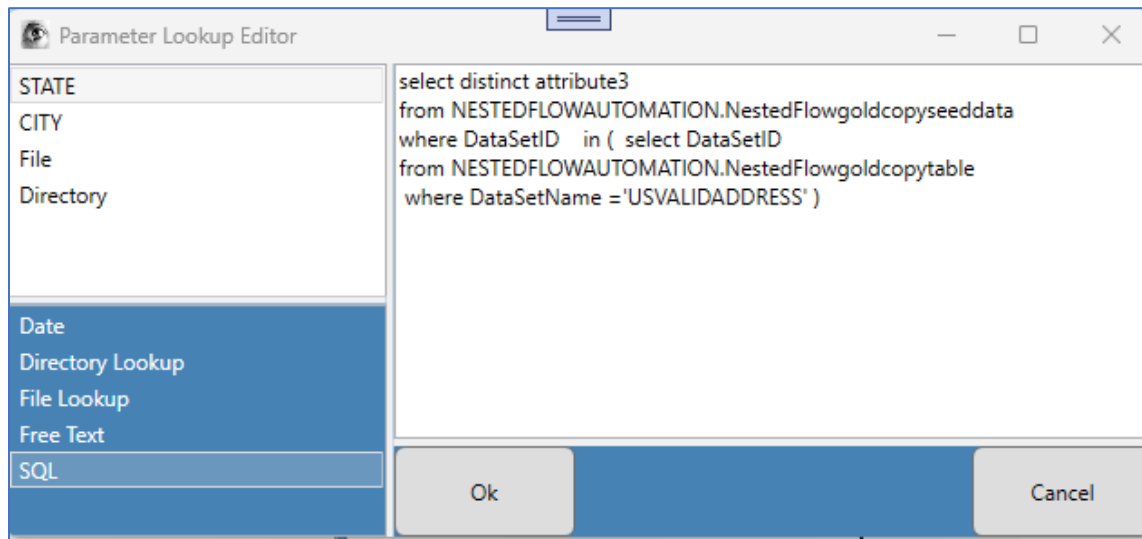 Parameter Lookup Editor
STATE
CITY
File
Directory
Date
Directory Lookup
File Lookup
Free Text
SQL
select distinct attribute3
from NESTEDFLOWAUTOMATION.NestedFlowgoldcopyseeddata
where DataSetID    in (  select DataSetID
from NESTEDFLOWAUTOMATION.NestedFlowgoldcopytable
 where DataSetName ='USVALIDADDRESS' )
Ok
Cancel